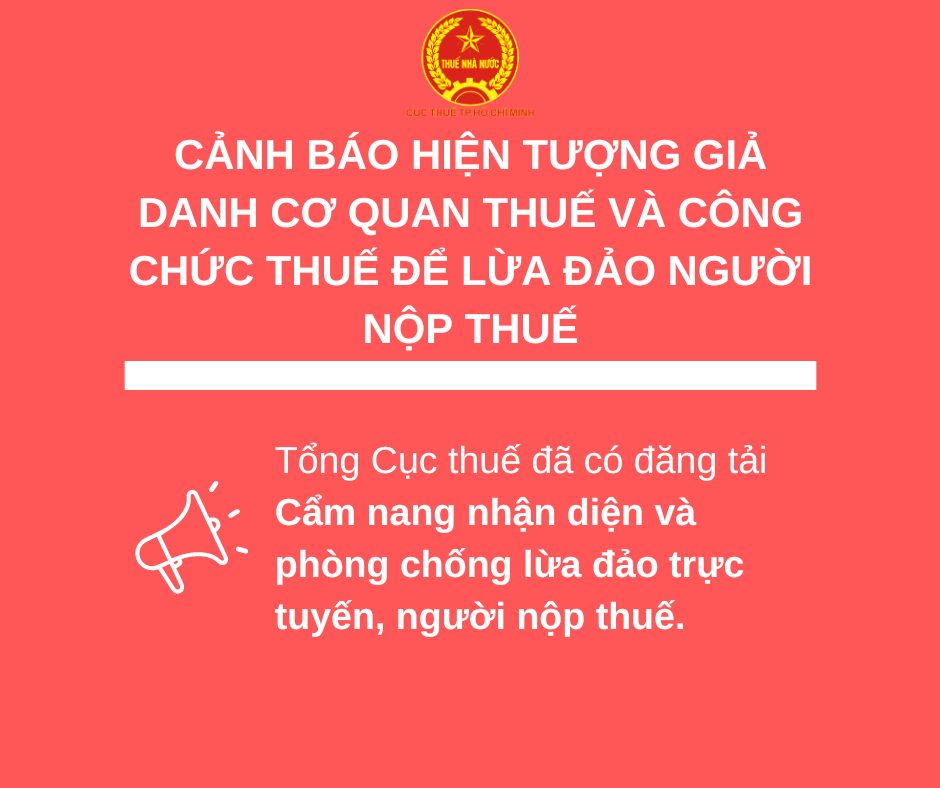 THUẾ NHÀ NƯỚC
CỤC THUẾ TP HỒ CHÍ MINH
CẢNH BÁO HIỆN TƯỢNG GIẢ
DANH CƠ QUAN THUẾ VÀ CÔNG
CHỨC THUẾ ĐỂ LỪA ĐẢO NGƯỜI
NỘP THUẾ
Tổng Cục thuế đã có đăng tải
Cẩm nang nhận diện và
phòng chống lừa đảo trực
tuyến, người nộp thuế.